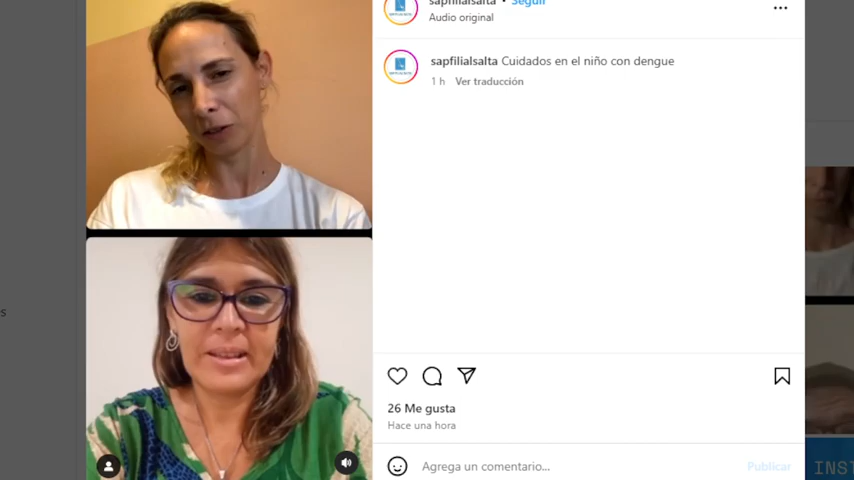 sapfilialsalta • Seguir
Audio original
sapfilialsalta Cuidados en el niño con dengue
1 h Ver traducción
26 Me gusta
Hace una hora
Agrega un comentario...
Publicar